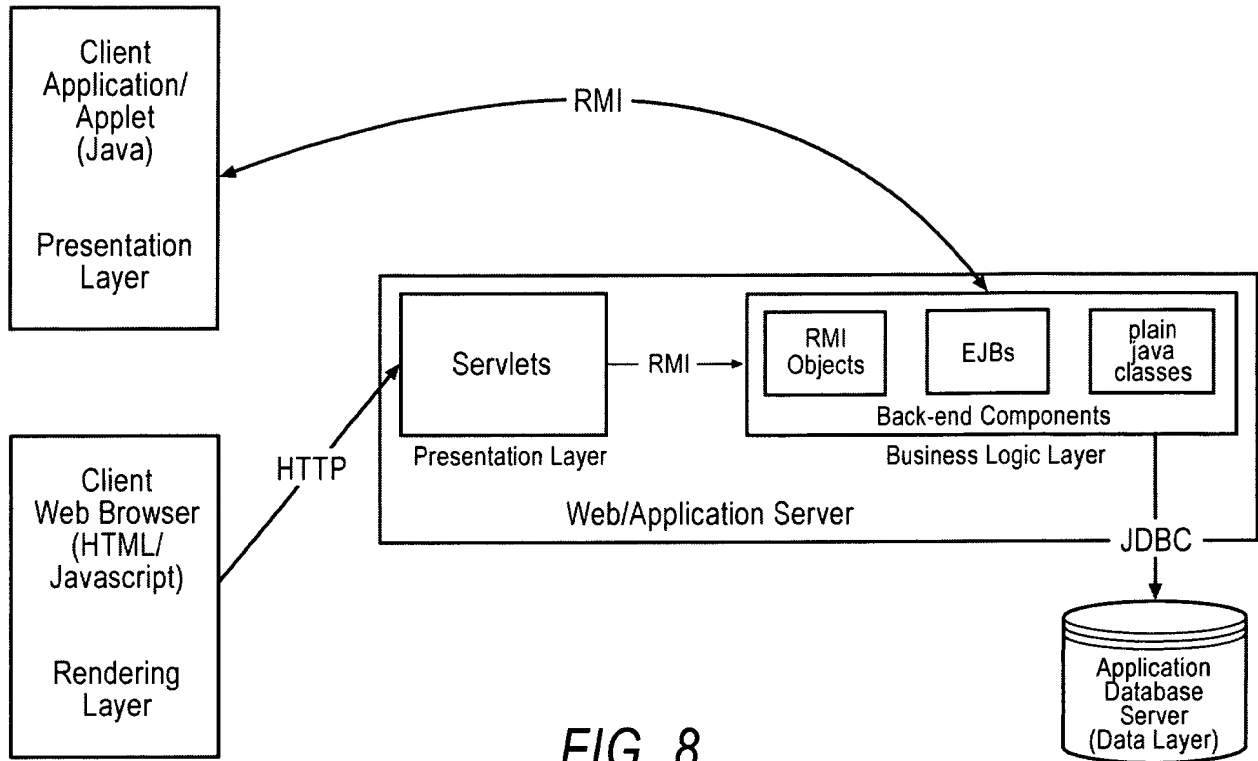 Client
Application/
Applet
(Java)
Presentation
Layer
RMI
Client
Web Browser
(HTML/
Javascript)
Rendering
Layer
HTTP
Servlets
Presentation Layer
RMI
RMI
Objects
EJBs
plain
java
classes
Back-end Components
Business Logic Layer
Web/Application Server
JDBC
Application
Database
Server
(Data Layer)
FIG. 8